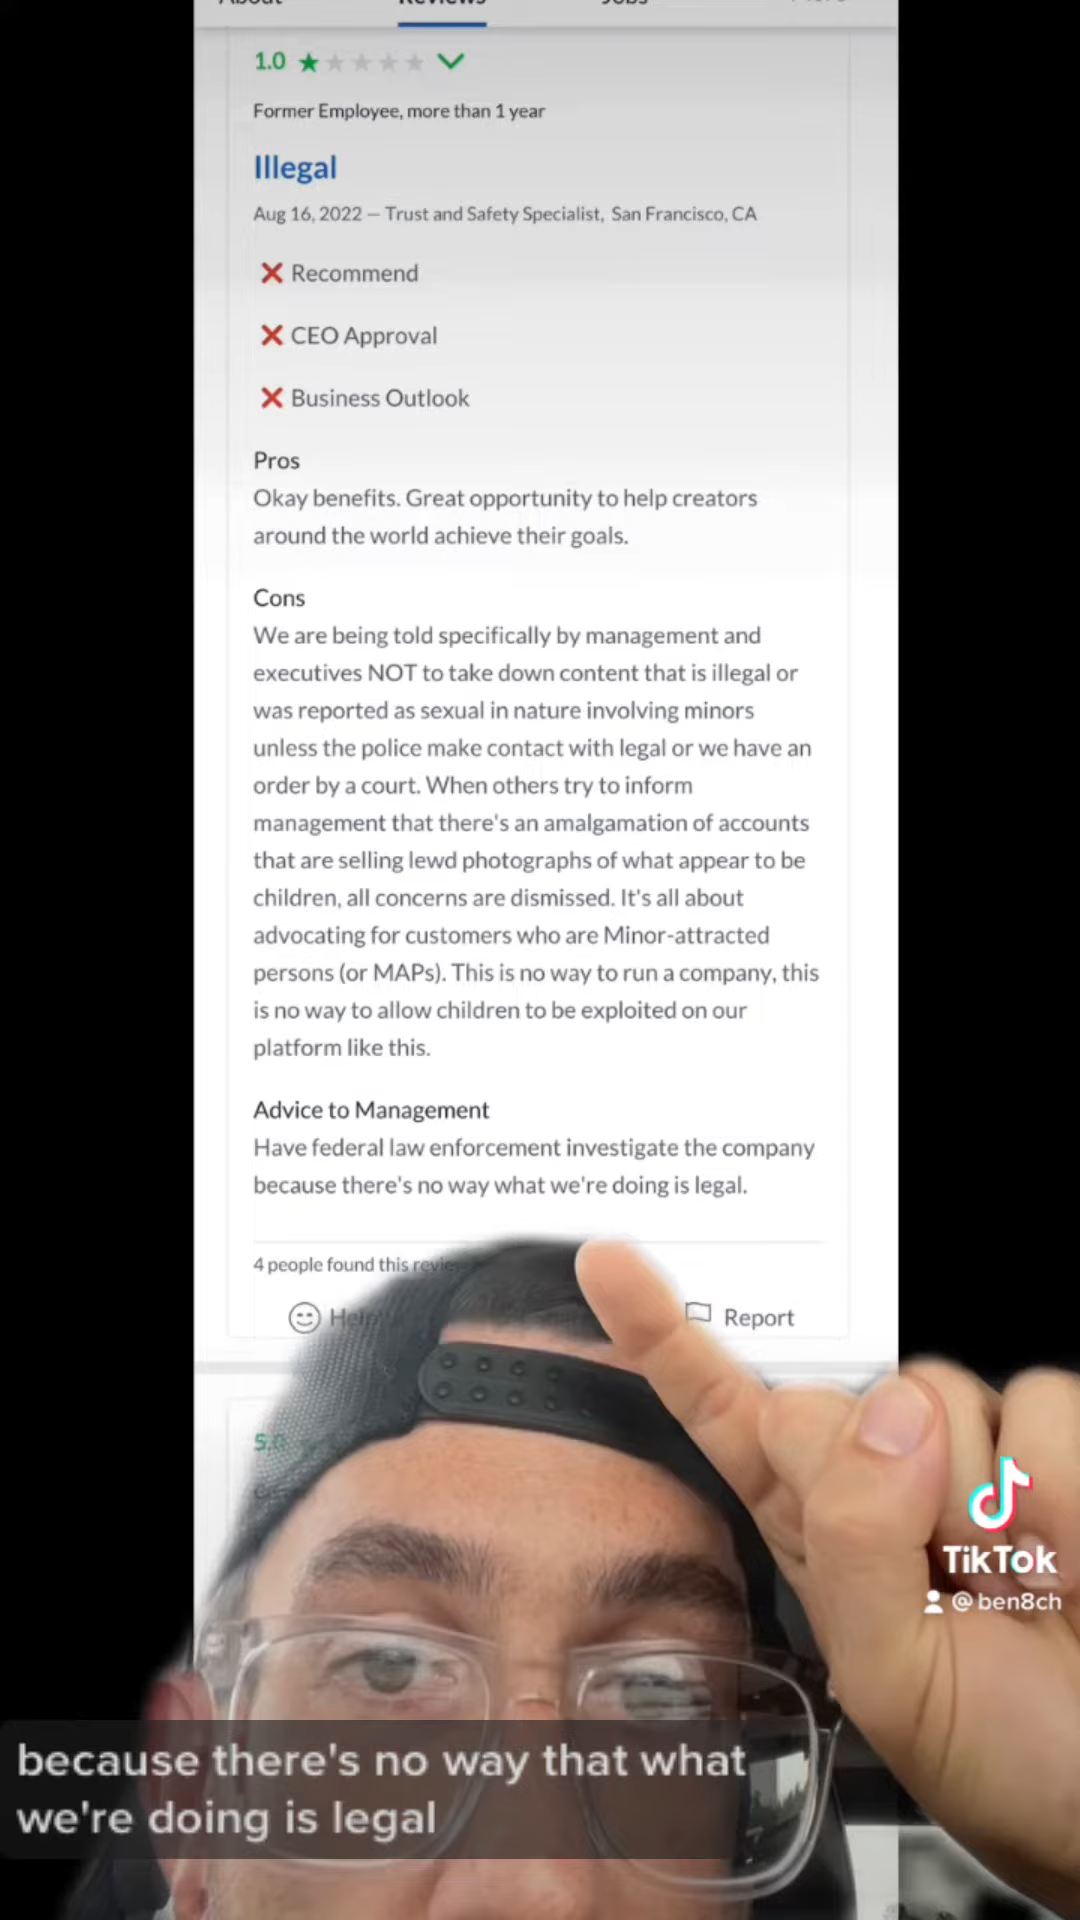 About Reviews Jobs More
1.0
Former Employee, more than 1 year
Illegal
Aug 16, 2022 — Trust and Safety Specialist, San Francisco, CA
Recommend
CEO Approval
Business Outlook
Pros
Okay benefits. Great opportunity to help creators
around the world achieve their goals.
Cons
We are being told specifically by management and
executives NOT to take down content that is illegal or
was reported as sexual in nature involving minors
unless the police make contact with legal or we have an
order by a court. When others try to inform
management that there's an amalgamation of accounts
that are selling lewd photographs of what appear to be
children, all concerns are dismissed. It's all about
advocating for customers who are Minor-attracted
persons (or MAPs). This is no way to run a company, this
is no way to allow children to be exploited on our
platform like this.
Advice to Management
Have federal law enforcement investigate the company
because there's no way what we're doing is legal.
4 people found this review
Report
5.0
TikTok
@ben8ch
because there's no way that what
we're doing is legal